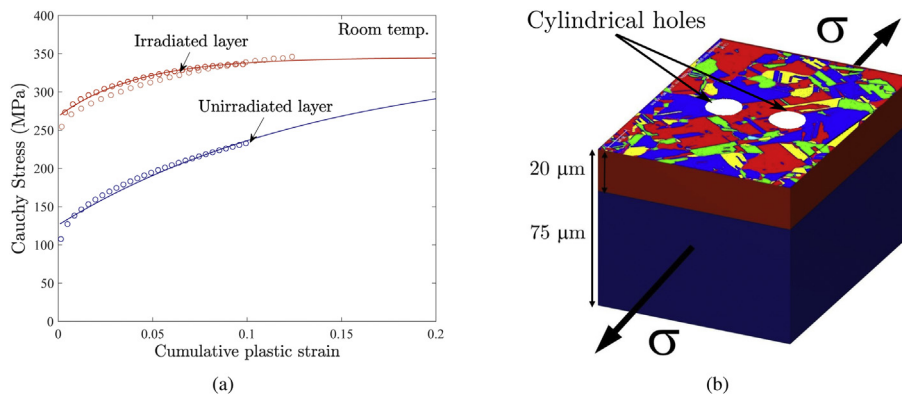 400
350
300
250
200
150
100
50
0
0
0.05
0.1
0.15
0.2
Cauchy Stress (MPa)
Cumulative plastic strain
Room temp.
Irradiated layer
Unirradiated layer
(a)
Cylindrical holes
σ
20 μm
75 μm
σ
(b)